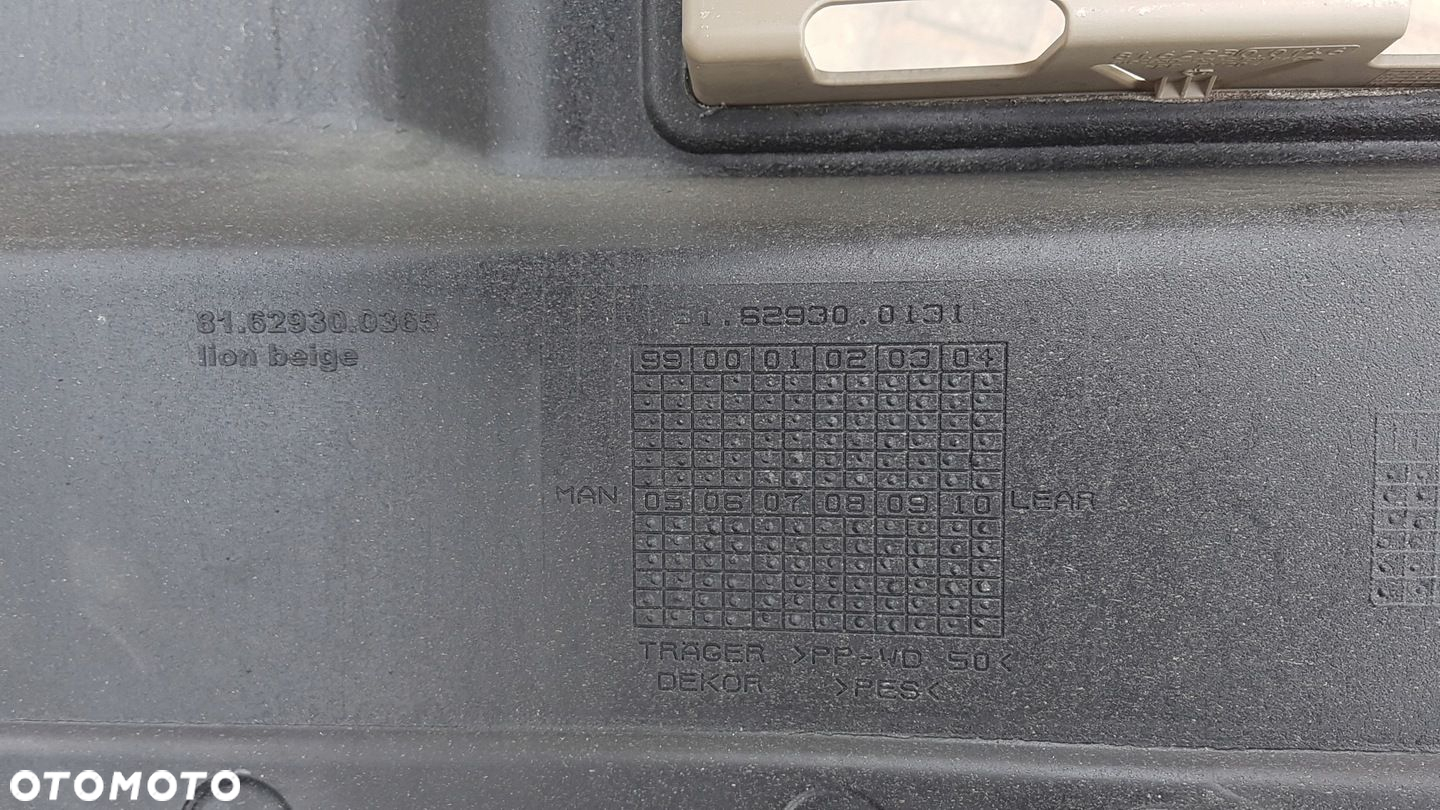 81.62930.0365
lion beige
81.62930.0131
99 00 01 02 03 04
MAN
05 06 07 08 09 10
LEAR
TRÄGER >PP-WD 50<
DEKOR >PES<
OTOMOTO